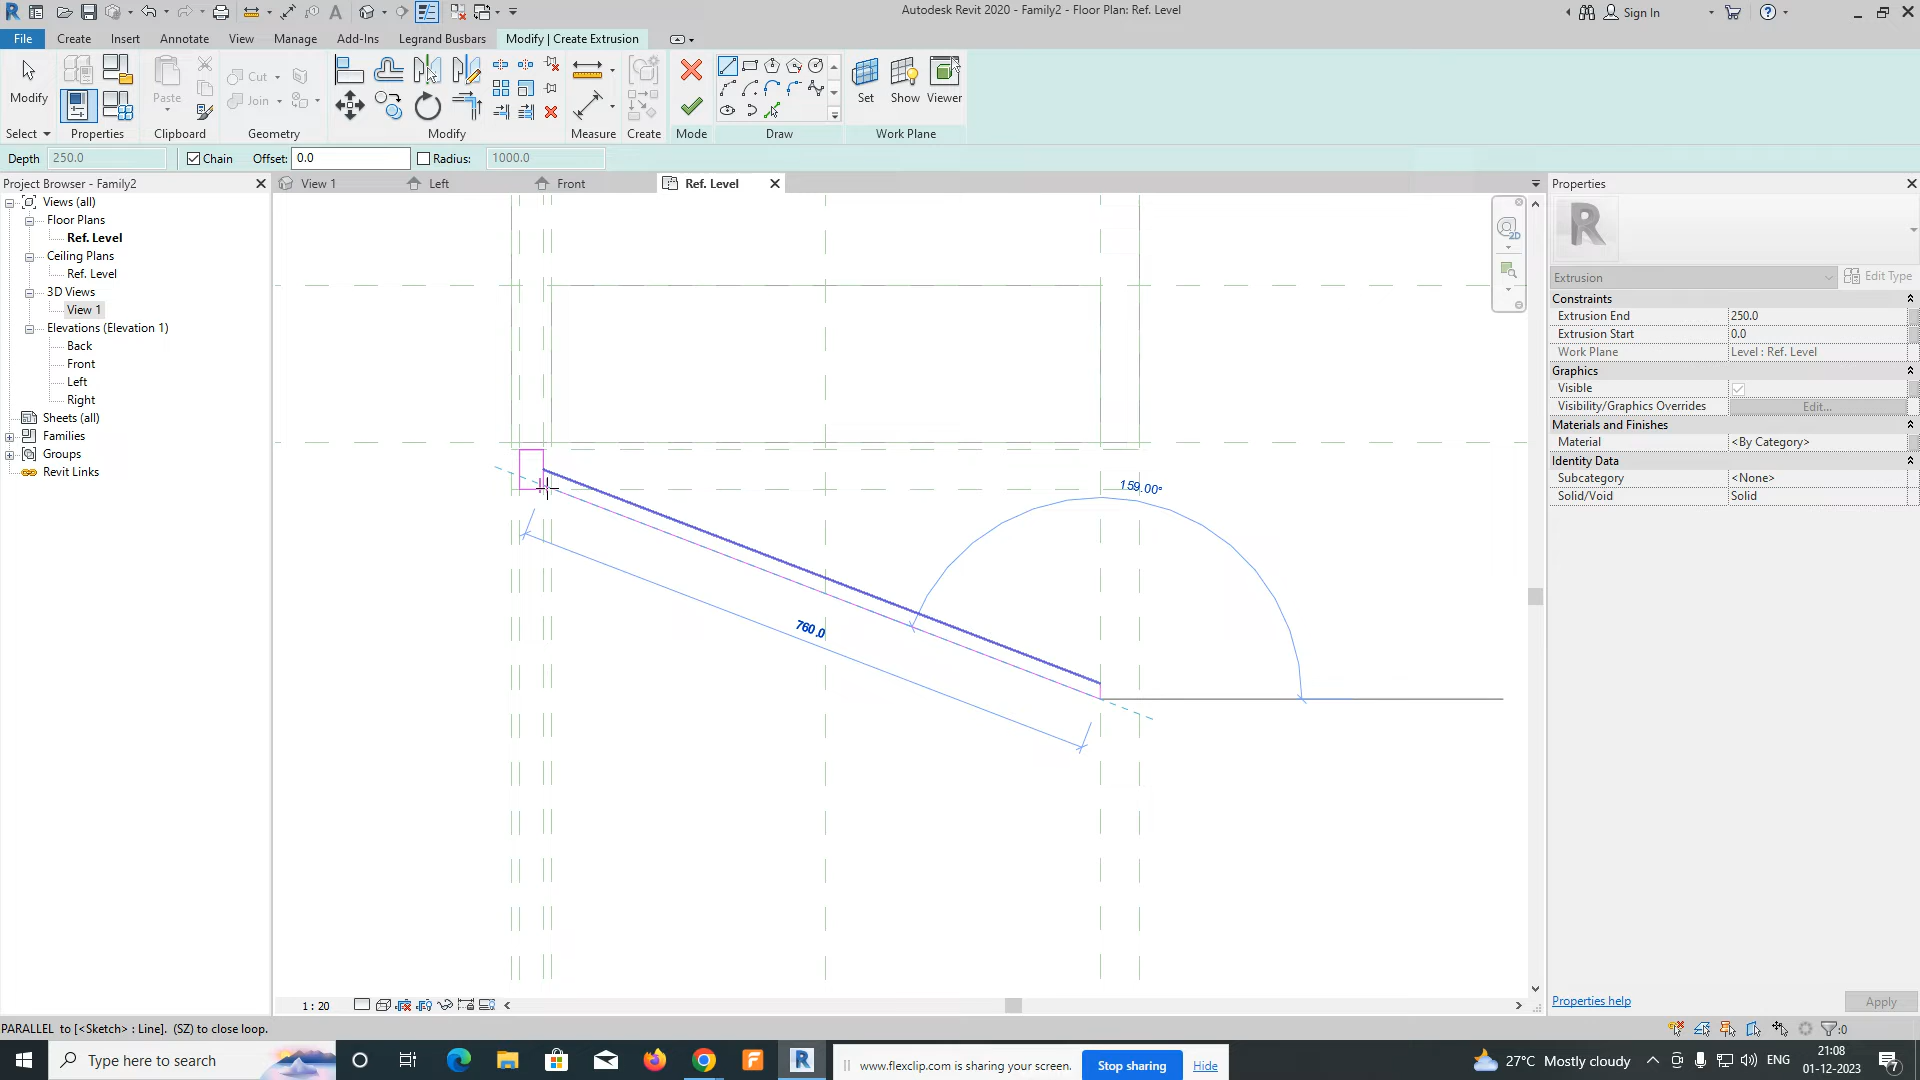 Autodesk Revit 2020 - Family2 - Floor Plan: Ref. Level
Sign In
File
Create
Insert
Annotate
View
Manage
Add-Ins
Legrand Busbars
Modify | Create Extrusion
Modify
Paste
Cut
Join
Set
Show
Viewer
Select
Properties
Clipboard
Geometry
Modify
Measure
Create
Mode
Draw
Work Plane
Depth
250.0
Chain
Offset:
0.0
Radius:
1000.0
Project Browser - Family2
Views (all)
Floor Plans
Ref. Level
Ceiling Plans
Ref. Level
3D Views
View 1
Elevations (Elevation 1)
Back
Front
Left
Right
Sheets (all)
Families
Groups
Revit Links
View 1
Left
Front
Ref. Level
2D
159.00°
760.0
1 : 20
Properties
Extrusion
Edit Type
Constraints
Extrusion End
250.0
Extrusion Start
0.0
Work Plane
Level : Ref. Level
Graphics
Visible
Visibility/Graphics Overrides
Edit...
Materials and Finishes
Material
<By Category>
Identity Data
Subcategory
<None>
Solid/Void
Solid
Properties help
Apply
PARALLEL to [<Sketch> : Line]. (SZ) to close loop.
:0
Type here to search
www.flexclip.com is sharing your screen.
Stop sharing
Hide
27°C Mostly cloudy
ENG
21:08
01-12-2023
7